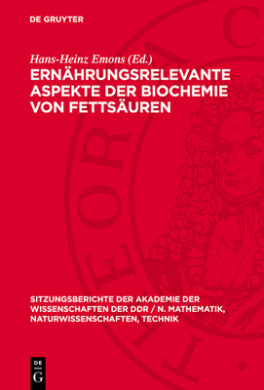 DE GRUYTER
Hans-Heinz Emons (Ed.)
ERNÄHRUNGSRELEVANTE
ASPEKTE DER BIOCHEMIE
VON FETTSÄUREN
SITZUNGSBERICHTE DER AKADEMIE DER
WISSENSCHAFTEN DER DDR / N. MATHEMATIK,
NATURWISSENSCHAFTEN, TECHNIK
DE
G